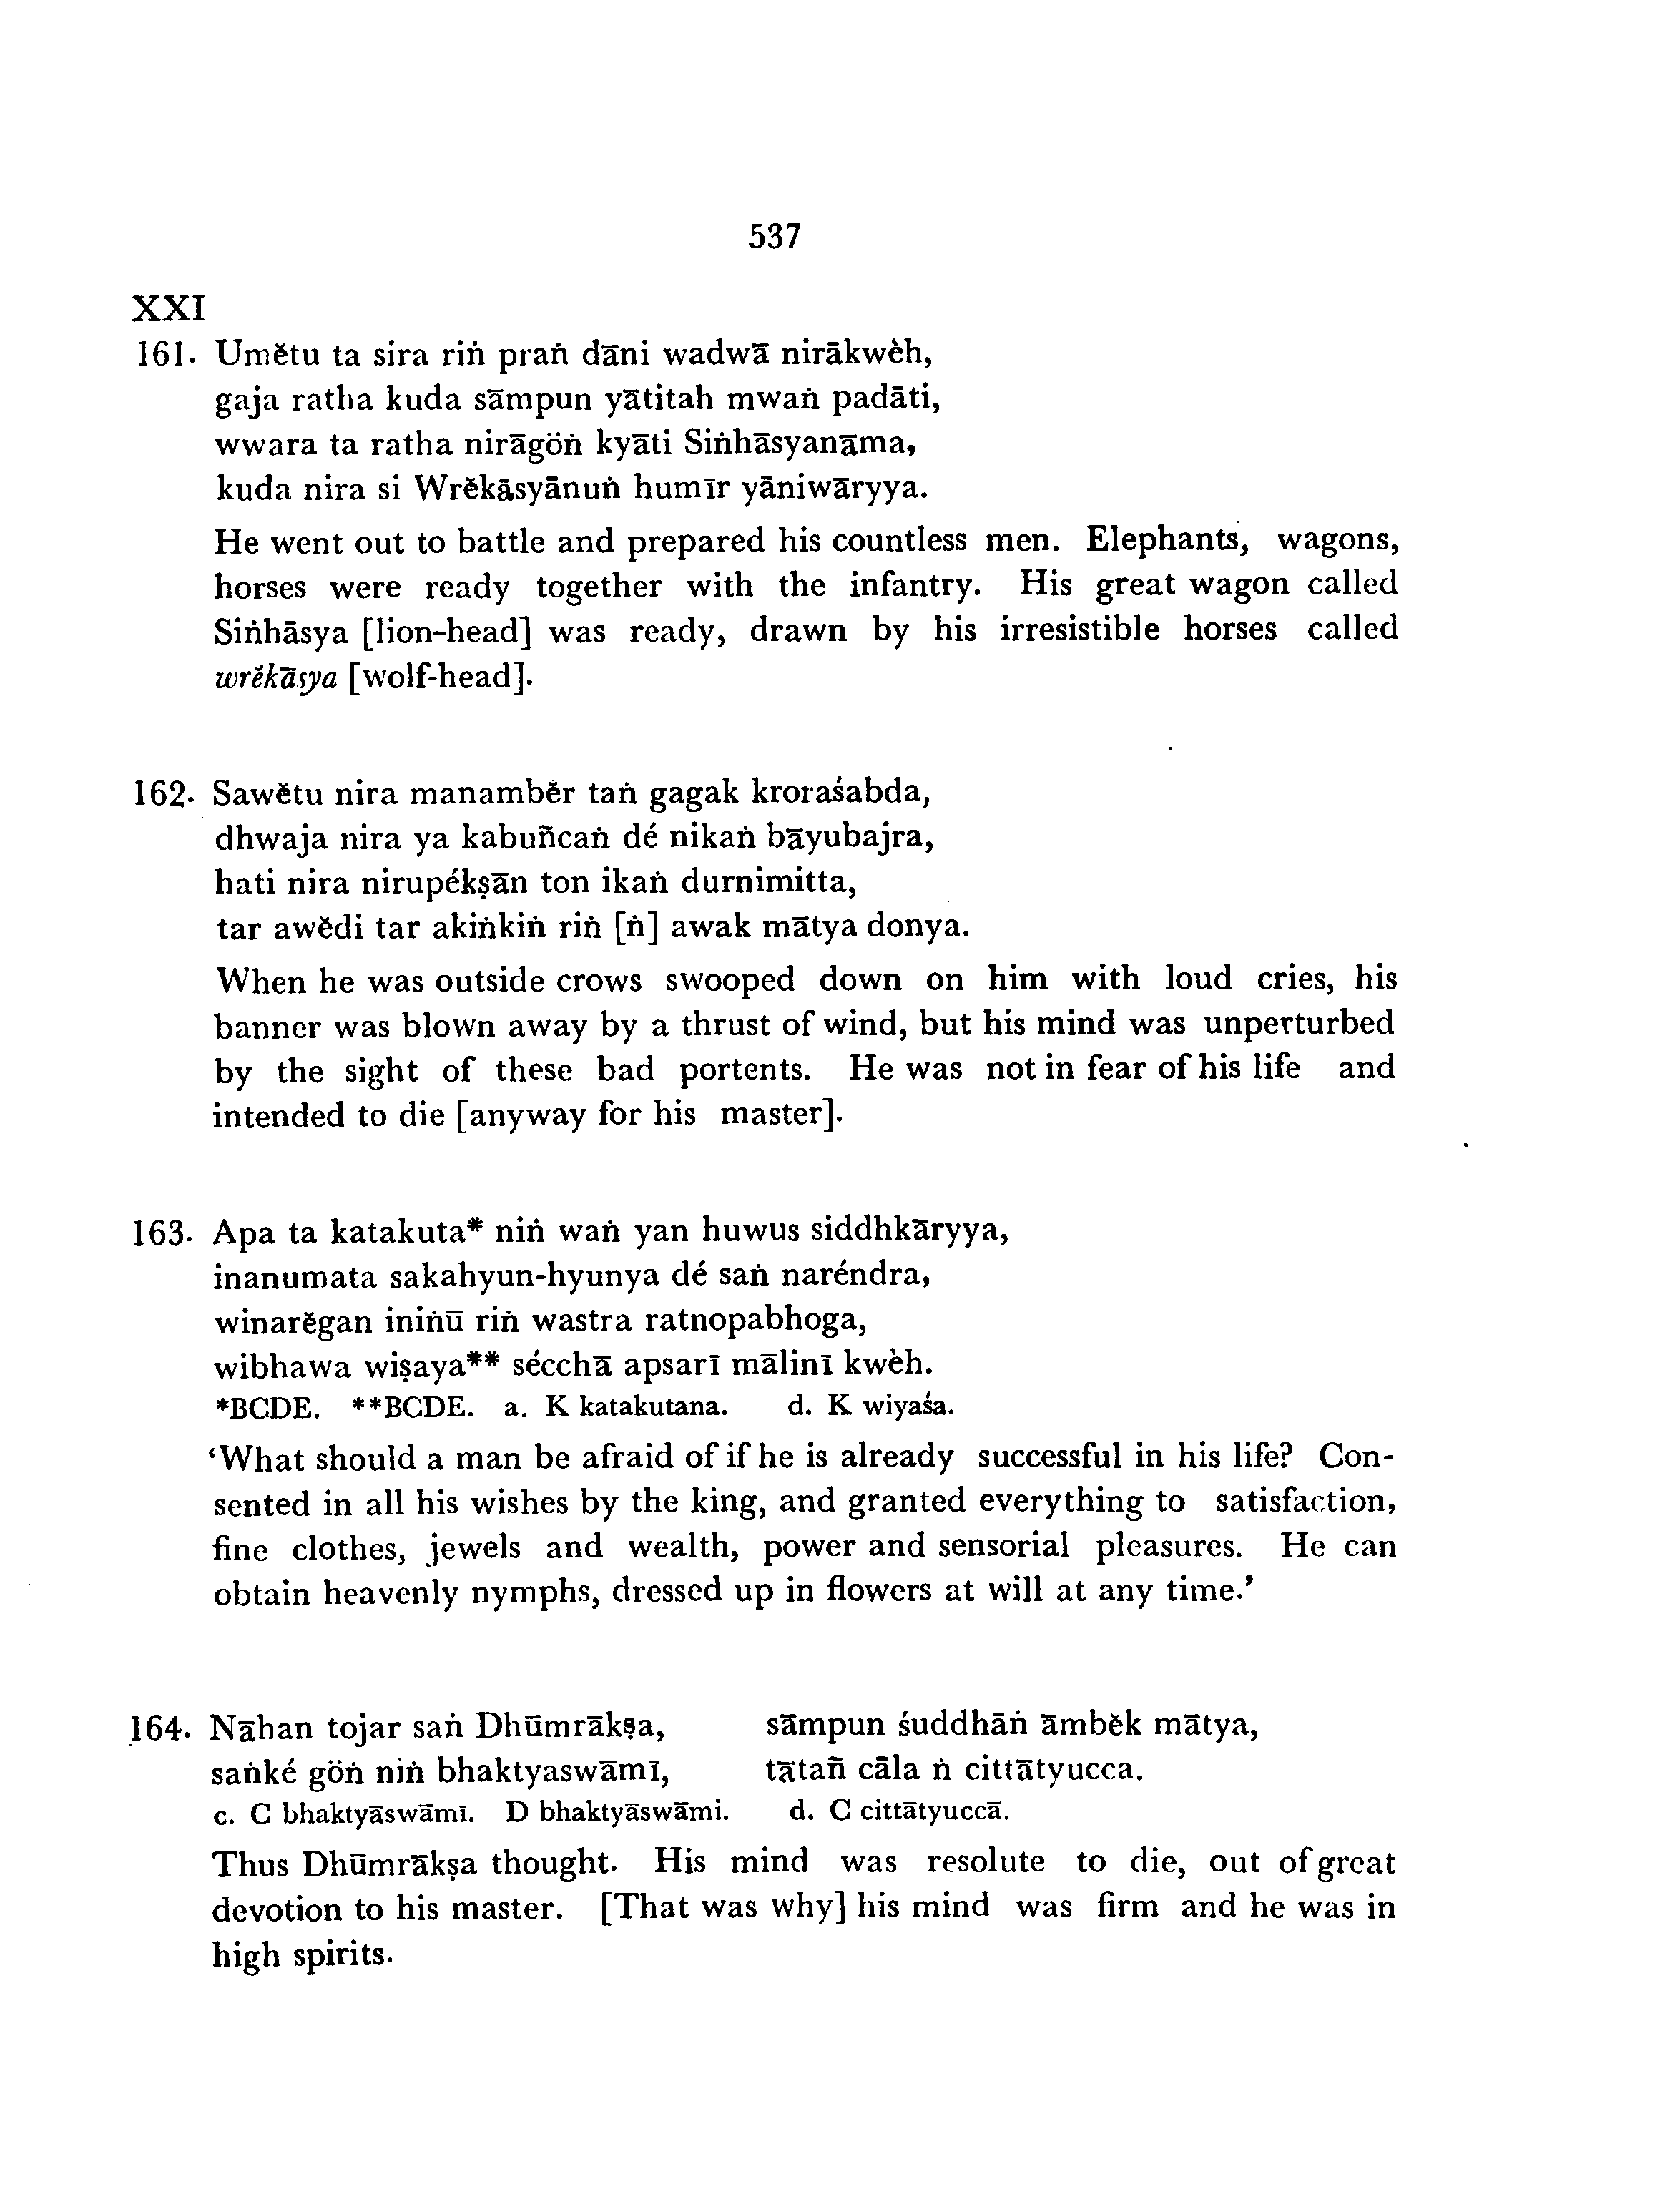 537
XXI
161. Umětu ta sira riṅ praṅ dāni wadwā nirākwèh,
gaja ratha kuda sāmpun yātitah mwaṅ padāti,
wwara ta ratha nirāgöṅ kyāti Siṅhāsyanāma,
kuda nira si Wrěkāsyānuṅ humīr yāniwāryya.
He went out to battle and prepared his countless men. Elephants, wagons,
horses were ready together with the infantry. His great wagon called
Siṅhāsya [lion-head] was ready, drawn by his irresistible horses called
wrěkāsya [wolf-head].
162. Sawětu nira manambĕr taṅ gagak kroraśabda,
dhwaja nira ya kabuñcaṅ dé nikaṅ bāyubajra,
hati nira nirupékṣān ton ikaṅ durnimitta,
tar awědi tar akiṅkiṅ riṅ [ṅ] awak mātya donya.
When he was outside crows swooped down on him with loud cries, his
banner was blown away by a thrust of wind, but his mind was unperturbed
by the sight of these bad portents. He was not in fear of his life and
intended to die [anyway for his master].
163. Apa ta katakuta* niṅ waṅ yan huwus siddhkāryya,
inanumata sakahyun-hyunya dé saṅ naréndra,
winarěgan iniṅū riṅ wastra ratnopabhoga,
wibhawa wiṣaya** sécchā apsarī mālinī kwèh.
*BCDE. **BCDE. a. K katakutana. d. K wiyaśa.
‘What should a man be afraid of if he is already successful in his life? Con-
sented in all his wishes by the king, and granted everything to satisfaction,
fine clothes, jewels and wealth, power and sensorial pleasures. He can
obtain heavenly nymphs, dressed up in flowers at will at any time.’
164. Nāhan tojar saṅ Dhūmrākṣa, sāmpun śuddhāṅ āmběk mātya,
saṅké göṅ niṅ bhaktyaswāmī, tātañ cāla ṅ cittātyucca.
c. C bhaktyāswāmī. D bhaktyāswāmi. d. C cittātyuccā.
Thus Dhūmrākṣa thought. His mind was resolute to die, out of great
devotion to his master. [That was why] his mind was firm and he was in
high spirits.